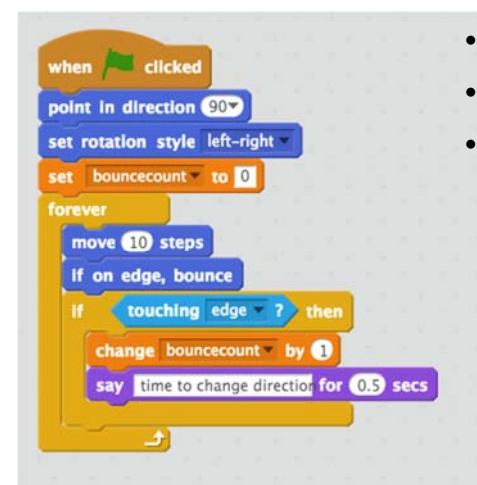 when clicked
point in direction 90
set rotation style left-right
set bouncecount to 0
forever
move 10 steps
if on edge, bounce
if touching edge ? then
change bouncecount by 1
say time to change direction for 0.5 secs